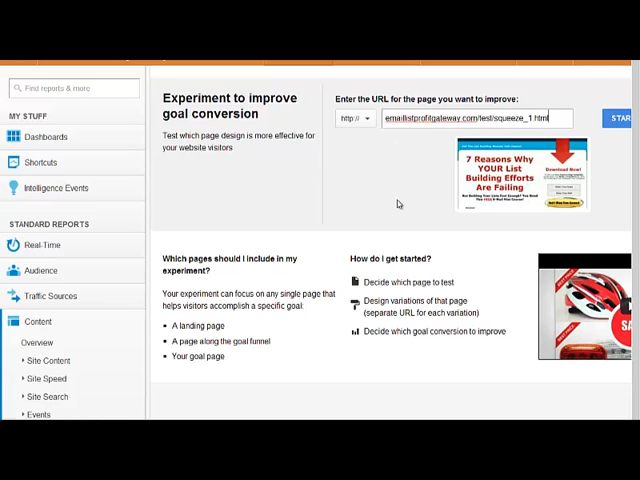 Find reports & more
MY STUFF
Dashboards
Shortcuts
Intelligence Events
STANDARD REPORTS
Real-Time
Audience
Traffic Sources
Content
Overview
Site Content
Site Speed
Site Search
Events
Experiment to improve
goal conversion
Test which page design is more effective for
your website visitors
Enter the URL for the page you want to improve:
http://
emaillistprofitgateway.com/test/squeeze_1.html
STAR
7 Reasons Why
YOUR List
Building Efforts
Are Failing
Download Now!
Which pages should I include in my
experiment?
Your experiment can focus on any single page that
helps visitors accomplish a specific goal:
A landing page
A page along the goal funnel
Your goal page
How do I get started?
Decide which page to test
Design variations of that page
(separate URL for each variation)
Decide which goal conversion to improve
SA